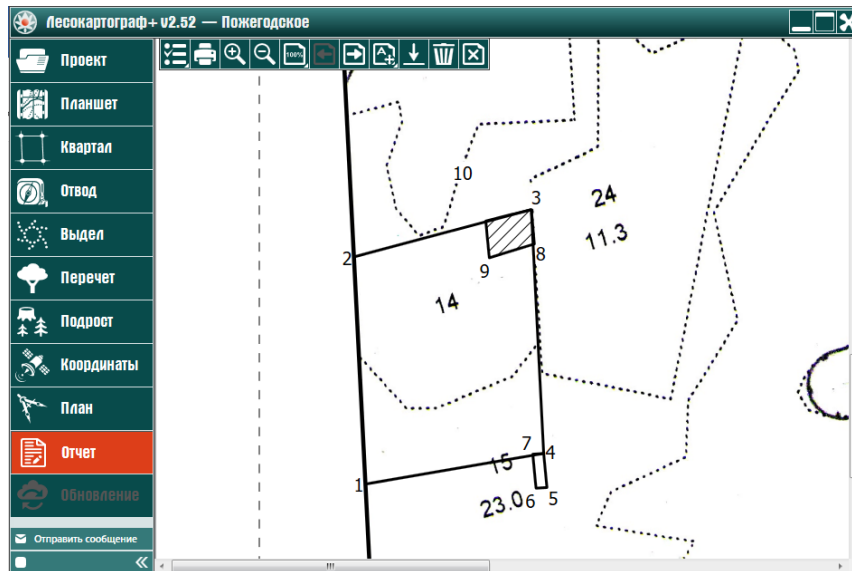 Лесокартограф+ v2.52 — Пожегодское
Проект
Планшет
Квартал
Отвод
Выдел
Перечет
Подрост
Координаты
План
Отчет
Обновление
Отправить сообщение
100%
A
10
3
24
11.3
2
8
9
14
7
4
15
1
23.0
6
5